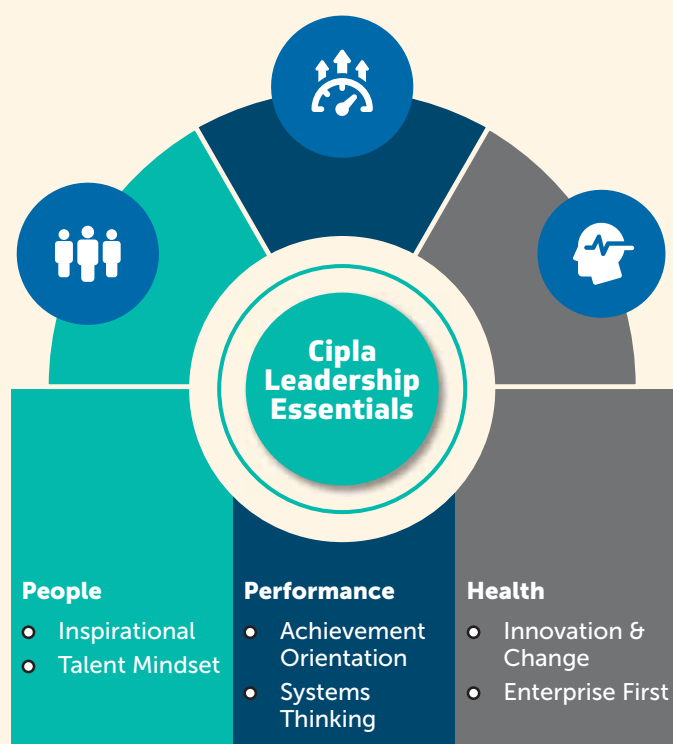 Cipla
Leadership
Essentials
People
Inspirational
Talent Mindset
Performance
Achievement
Orientation
Systems
Thinking
Health
Innovation &
Change
Enterprise First